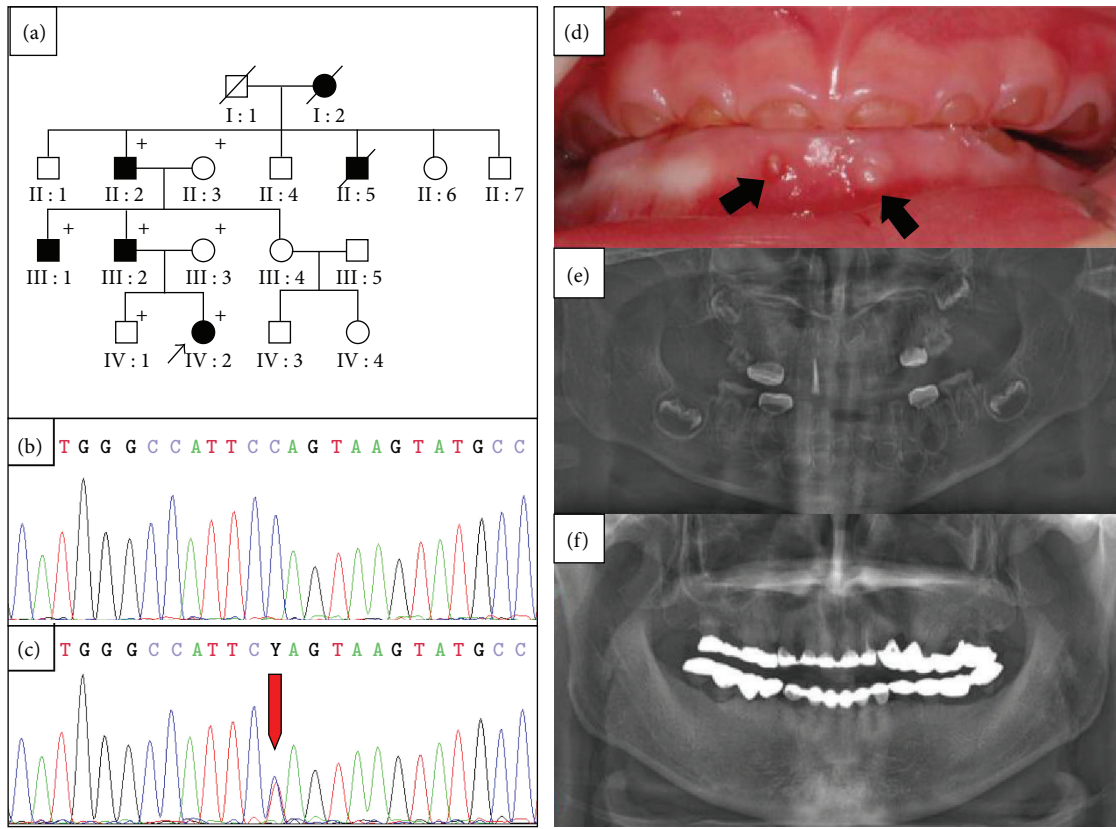 (a)
I : 1 I : 2
+ +
II : 1 II : 2 II : 3 II : 4 II : 5 II : 6 II : 7
+ + +
III : 1 III : 2 III : 3 III : 4 III : 5
+ +
IV : 1 IV : 2 IV : 3 IV : 4
(b)
T G G G C C A T T C C A G T A A G T A T G C C
(c)
T G G G C C A T T C Y A G T A A G T A T G C C
(d)
(e)
(f)